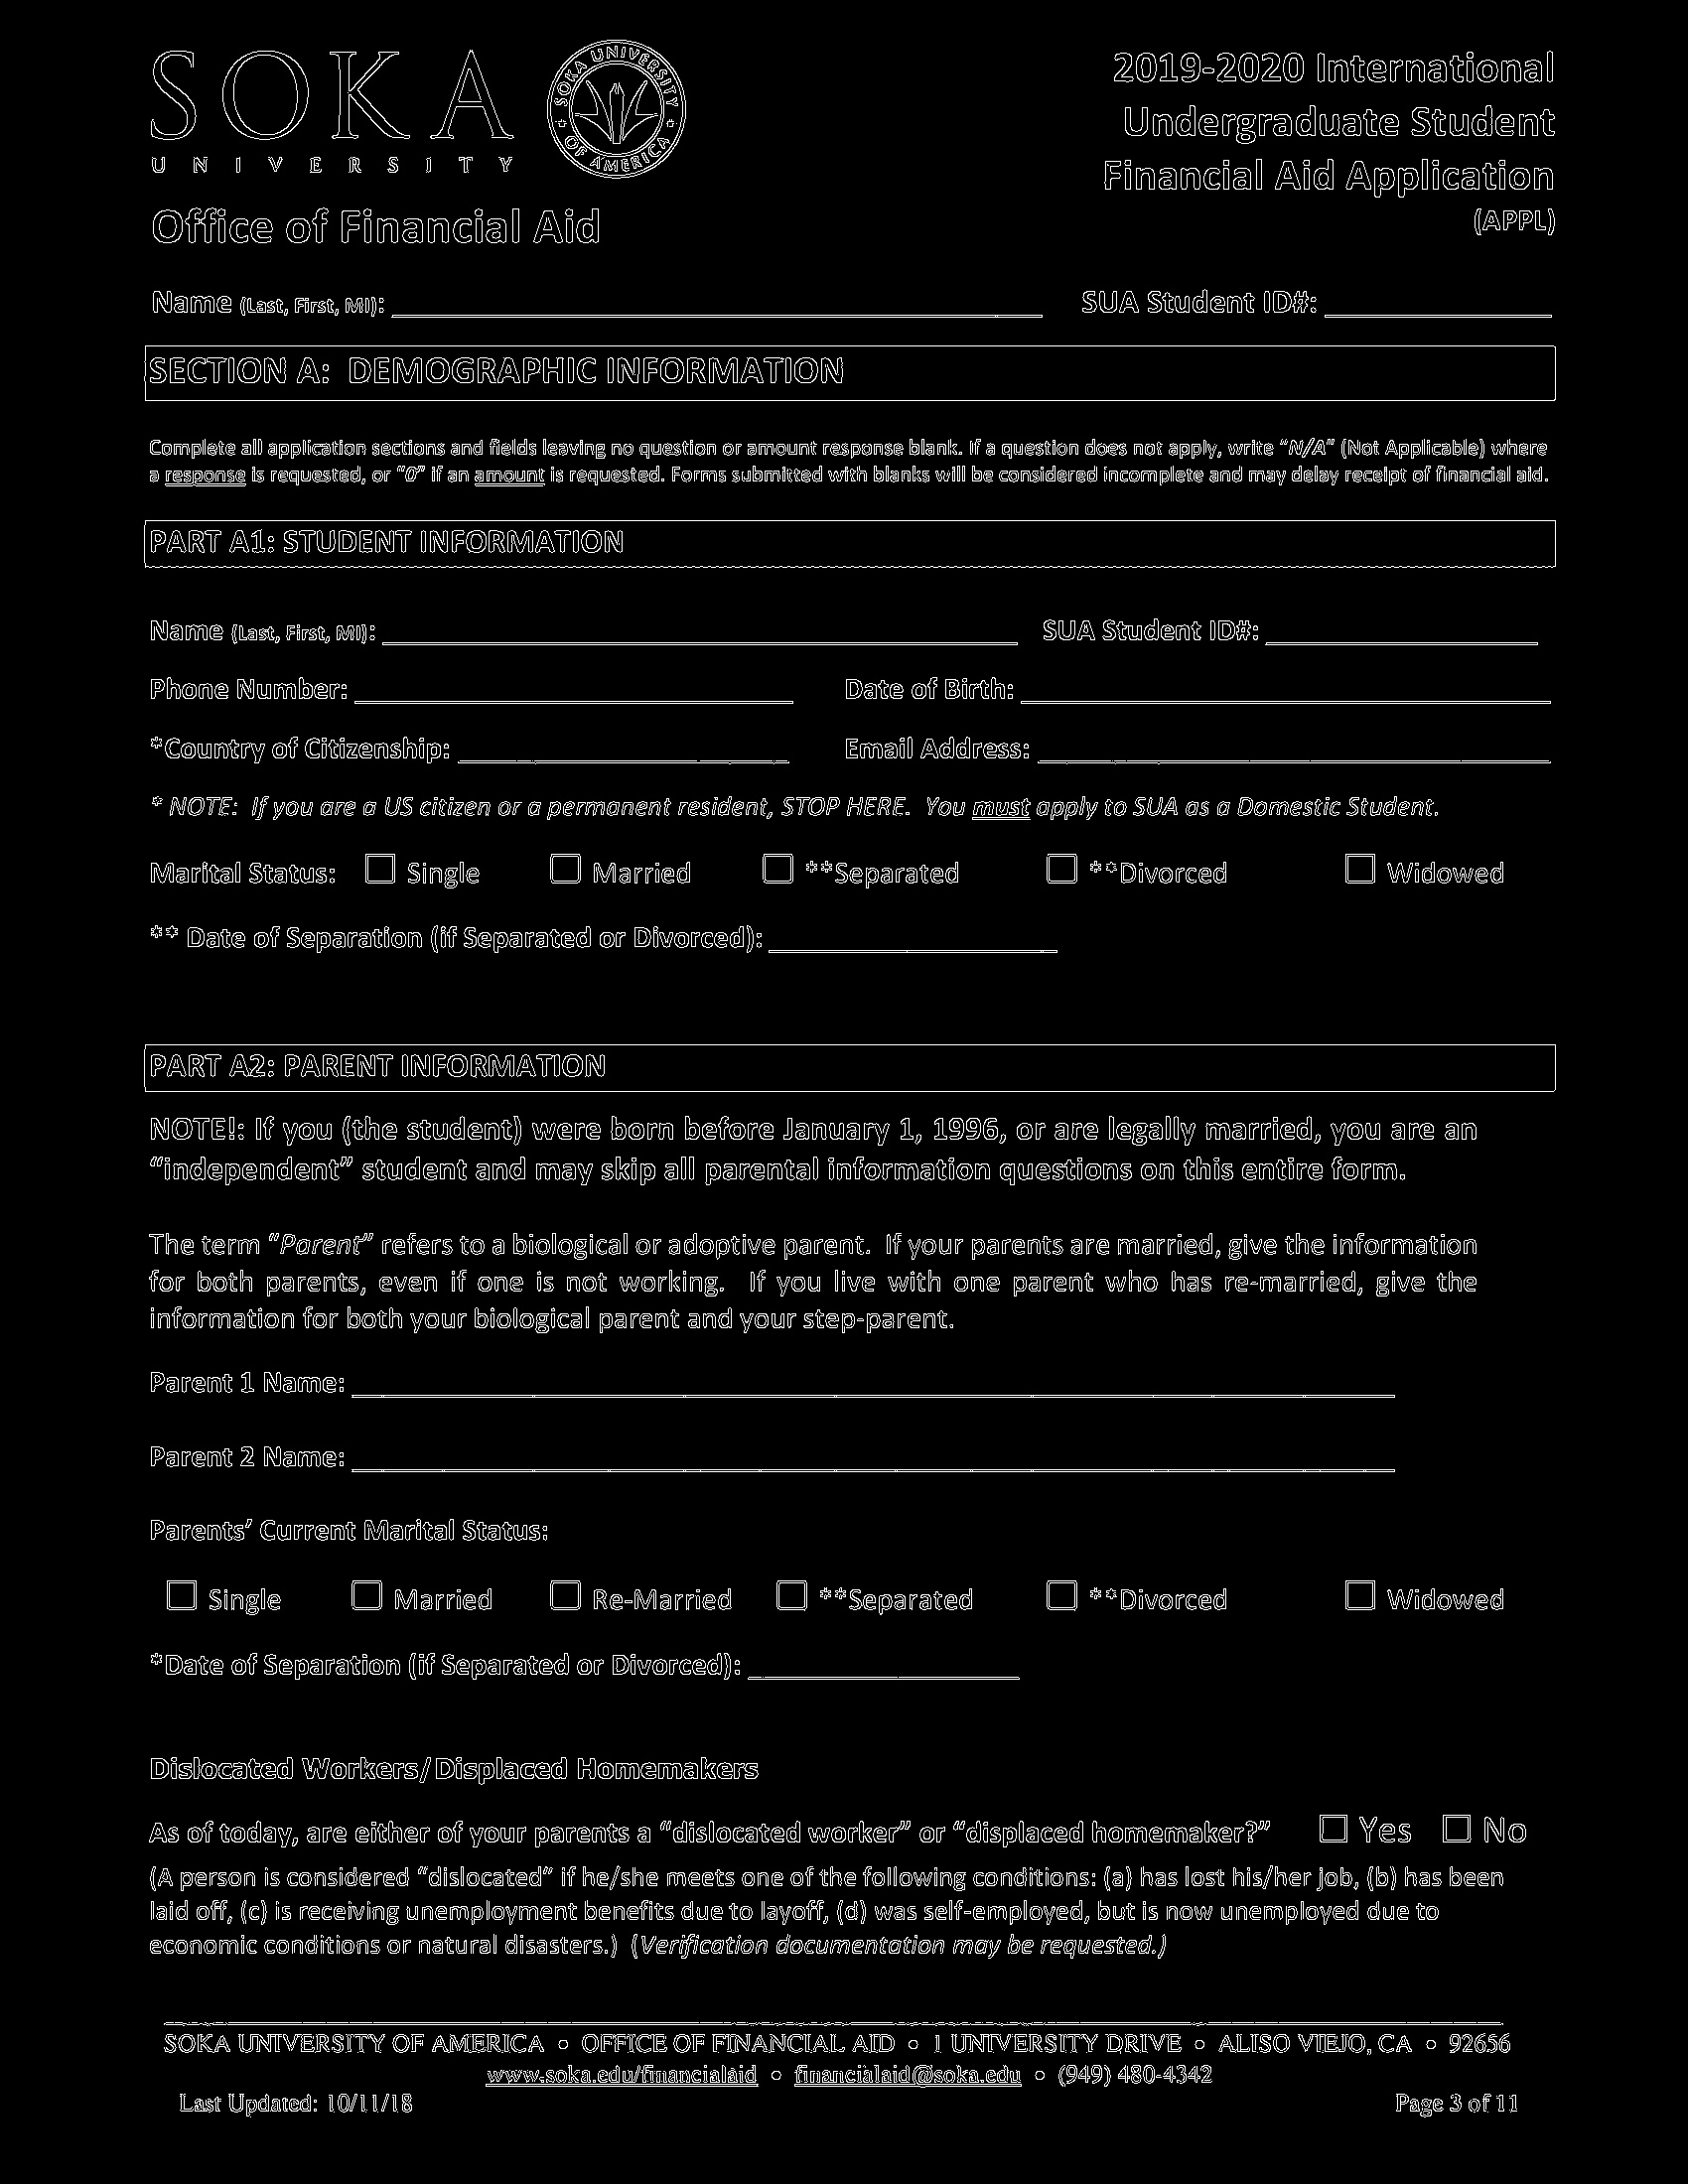 SOKA
UNIVERSITY
SOKA UNIVERSITY OF AMERICA
Office of Financial Aid
2019-2020 International
Undergraduate Student
Financial Aid Application
(APPL)
Name (Last, First, MI): SUA Student ID#:
SECTION A: DEMOGRAPHIC INFORMATION
Complete all application sections and fields leaving no question or amount response blank. If a question does not apply, write “N/A” (Not Applicable) where
a response is requested, or “0” if an amount is requested. Forms submitted with blanks will be considered incomplete and may delay receipt of financial aid.
PART A1: STUDENT INFORMATION
Name (Last, First, MI): SUA Student ID#:
Phone Number: Date of Birth:
*Country of Citizenship: Email Address:
* NOTE: If you are a US citizen or a permanent resident, STOP HERE. You must apply to SUA as a Domestic Student.
Marital Status: ☐ Single ☐ Married ☐ **Separated ☐ **Divorced ☐ Widowed
** Date of Separation (if Separated or Divorced):
PART A2: PARENT INFORMATION
NOTE!: If you (the student) were born before January 1, 1996, or are legally married, you are an
“independent” student and may skip all parental information questions on this entire form.
The term “Parent” refers to a biological or adoptive parent. If your parents are married, give the information
for both parents, even if one is not working. If you live with one parent who has re-married, give the
information for both your biological parent and your step-parent.
Parent 1 Name:
Parent 2 Name:
Parents’ Current Marital Status:
☐ Single ☐ Married ☐ Re-Married ☐ **Separated ☐ **Divorced ☐ Widowed
*Date of Separation (if Separated or Divorced):
Dislocated Workers/Displaced Homemakers
As of today, are either of your parents a “dislocated worker” or “displaced homemaker?” ☐ Yes ☐ No
(A person is considered “dislocated” if he/she meets one of the following conditions: (a) has lost his/her job, (b) has been
laid off, (c) is receiving unemployment benefits due to layoff, (d) was self-employed, but is now unemployed due to
economic conditions or natural disasters.) (Verification documentation may be requested.)
SOKA UNIVERSITY OF AMERICA ○ OFFICE OF FINANCIAL AID ○ 1 UNIVERSITY DRIVE ○ ALISO VIEJO, CA ○ 92656
www.soka.edu/financialaid ○ financialaid@soka.edu ○ (949) 480-4342
Last Updated: 10/11/18 Page 3 of 11